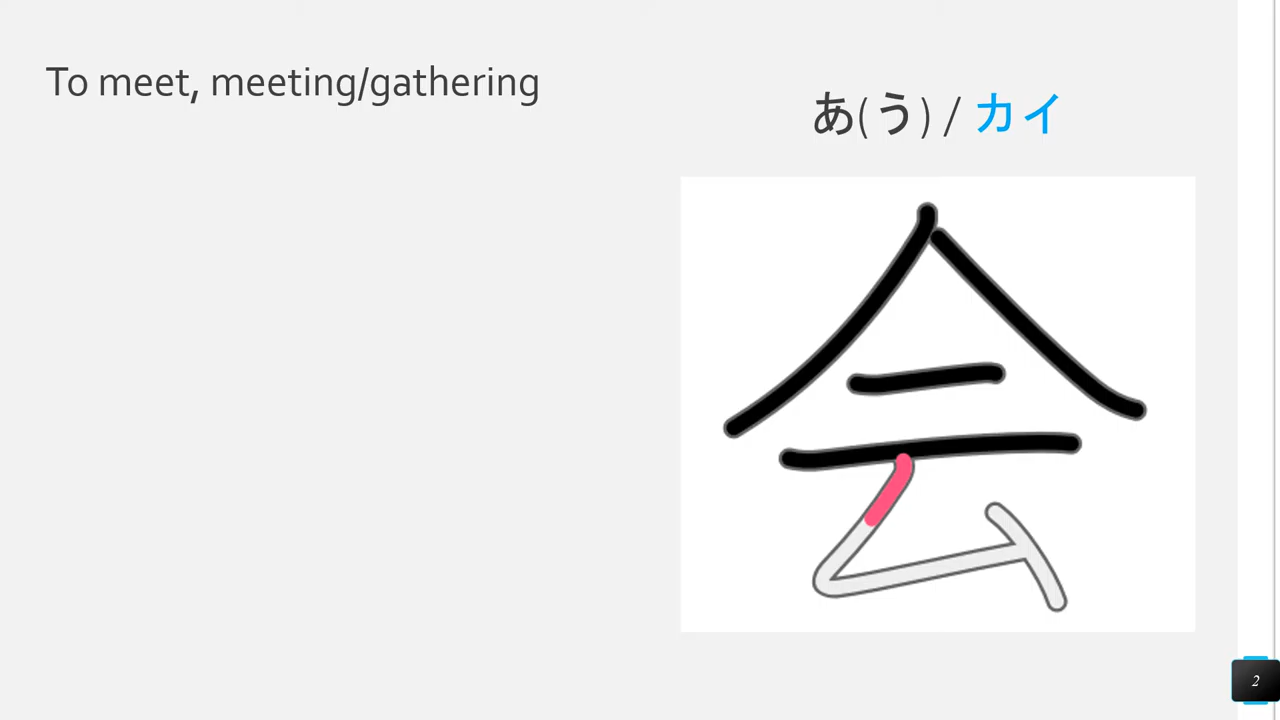 To meet, meeting/gathering
あ(う) / カイ
会
2